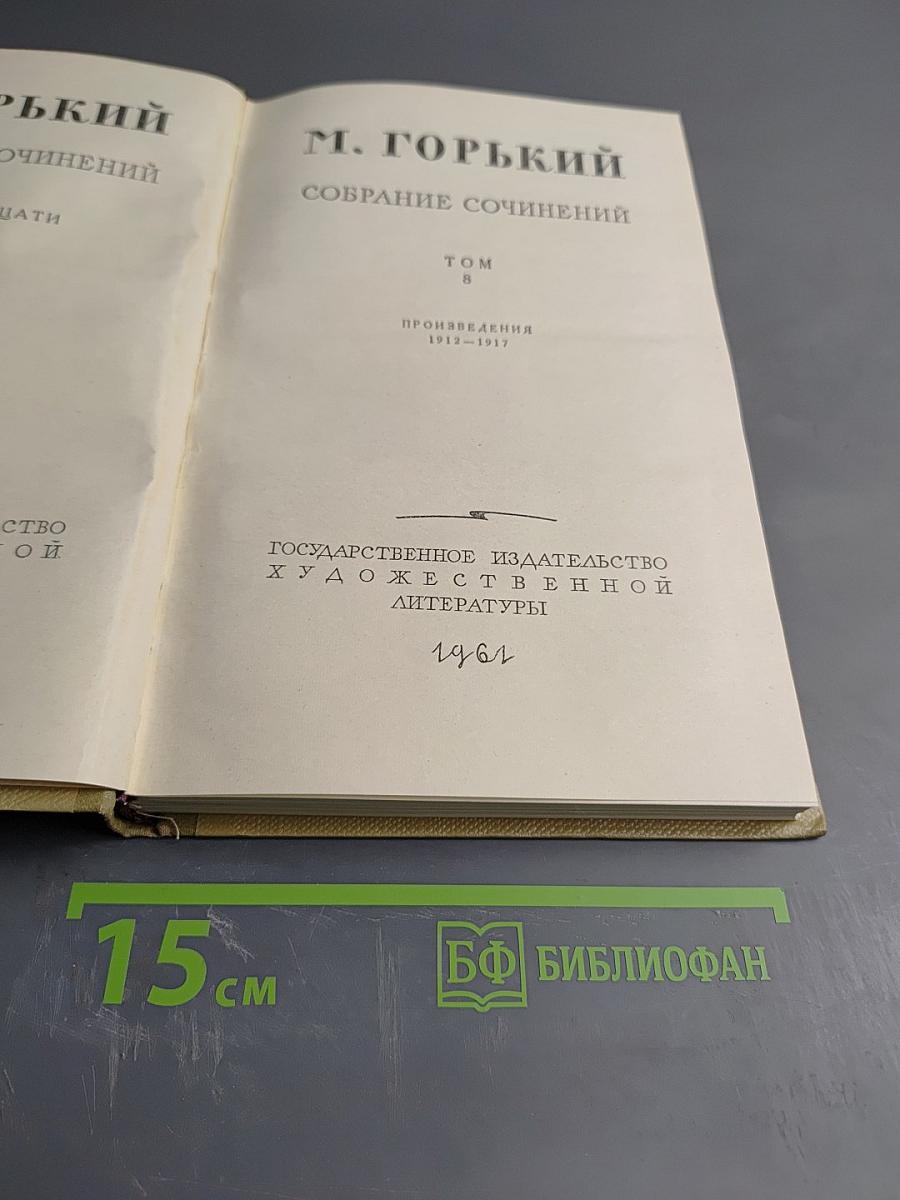 РЬКИЙ
ОЧИНЕНИЙ
ЦАТИ
СТВО
НОЙ
М. ГОРЬКИЙ
СОБРАНИЕ СОЧИНЕНИЙ
ТОМ
8
ПРОИЗВЕДЕНИЯ
1912—1917
ГОСУДАРСТВЕННОЕ ИЗДАТЕЛЬСТВО
ХУДОЖЕСТВЕННОЙ
ЛИТЕРАТУРЫ
1961
15 см
БФ БИБЛИОФАН